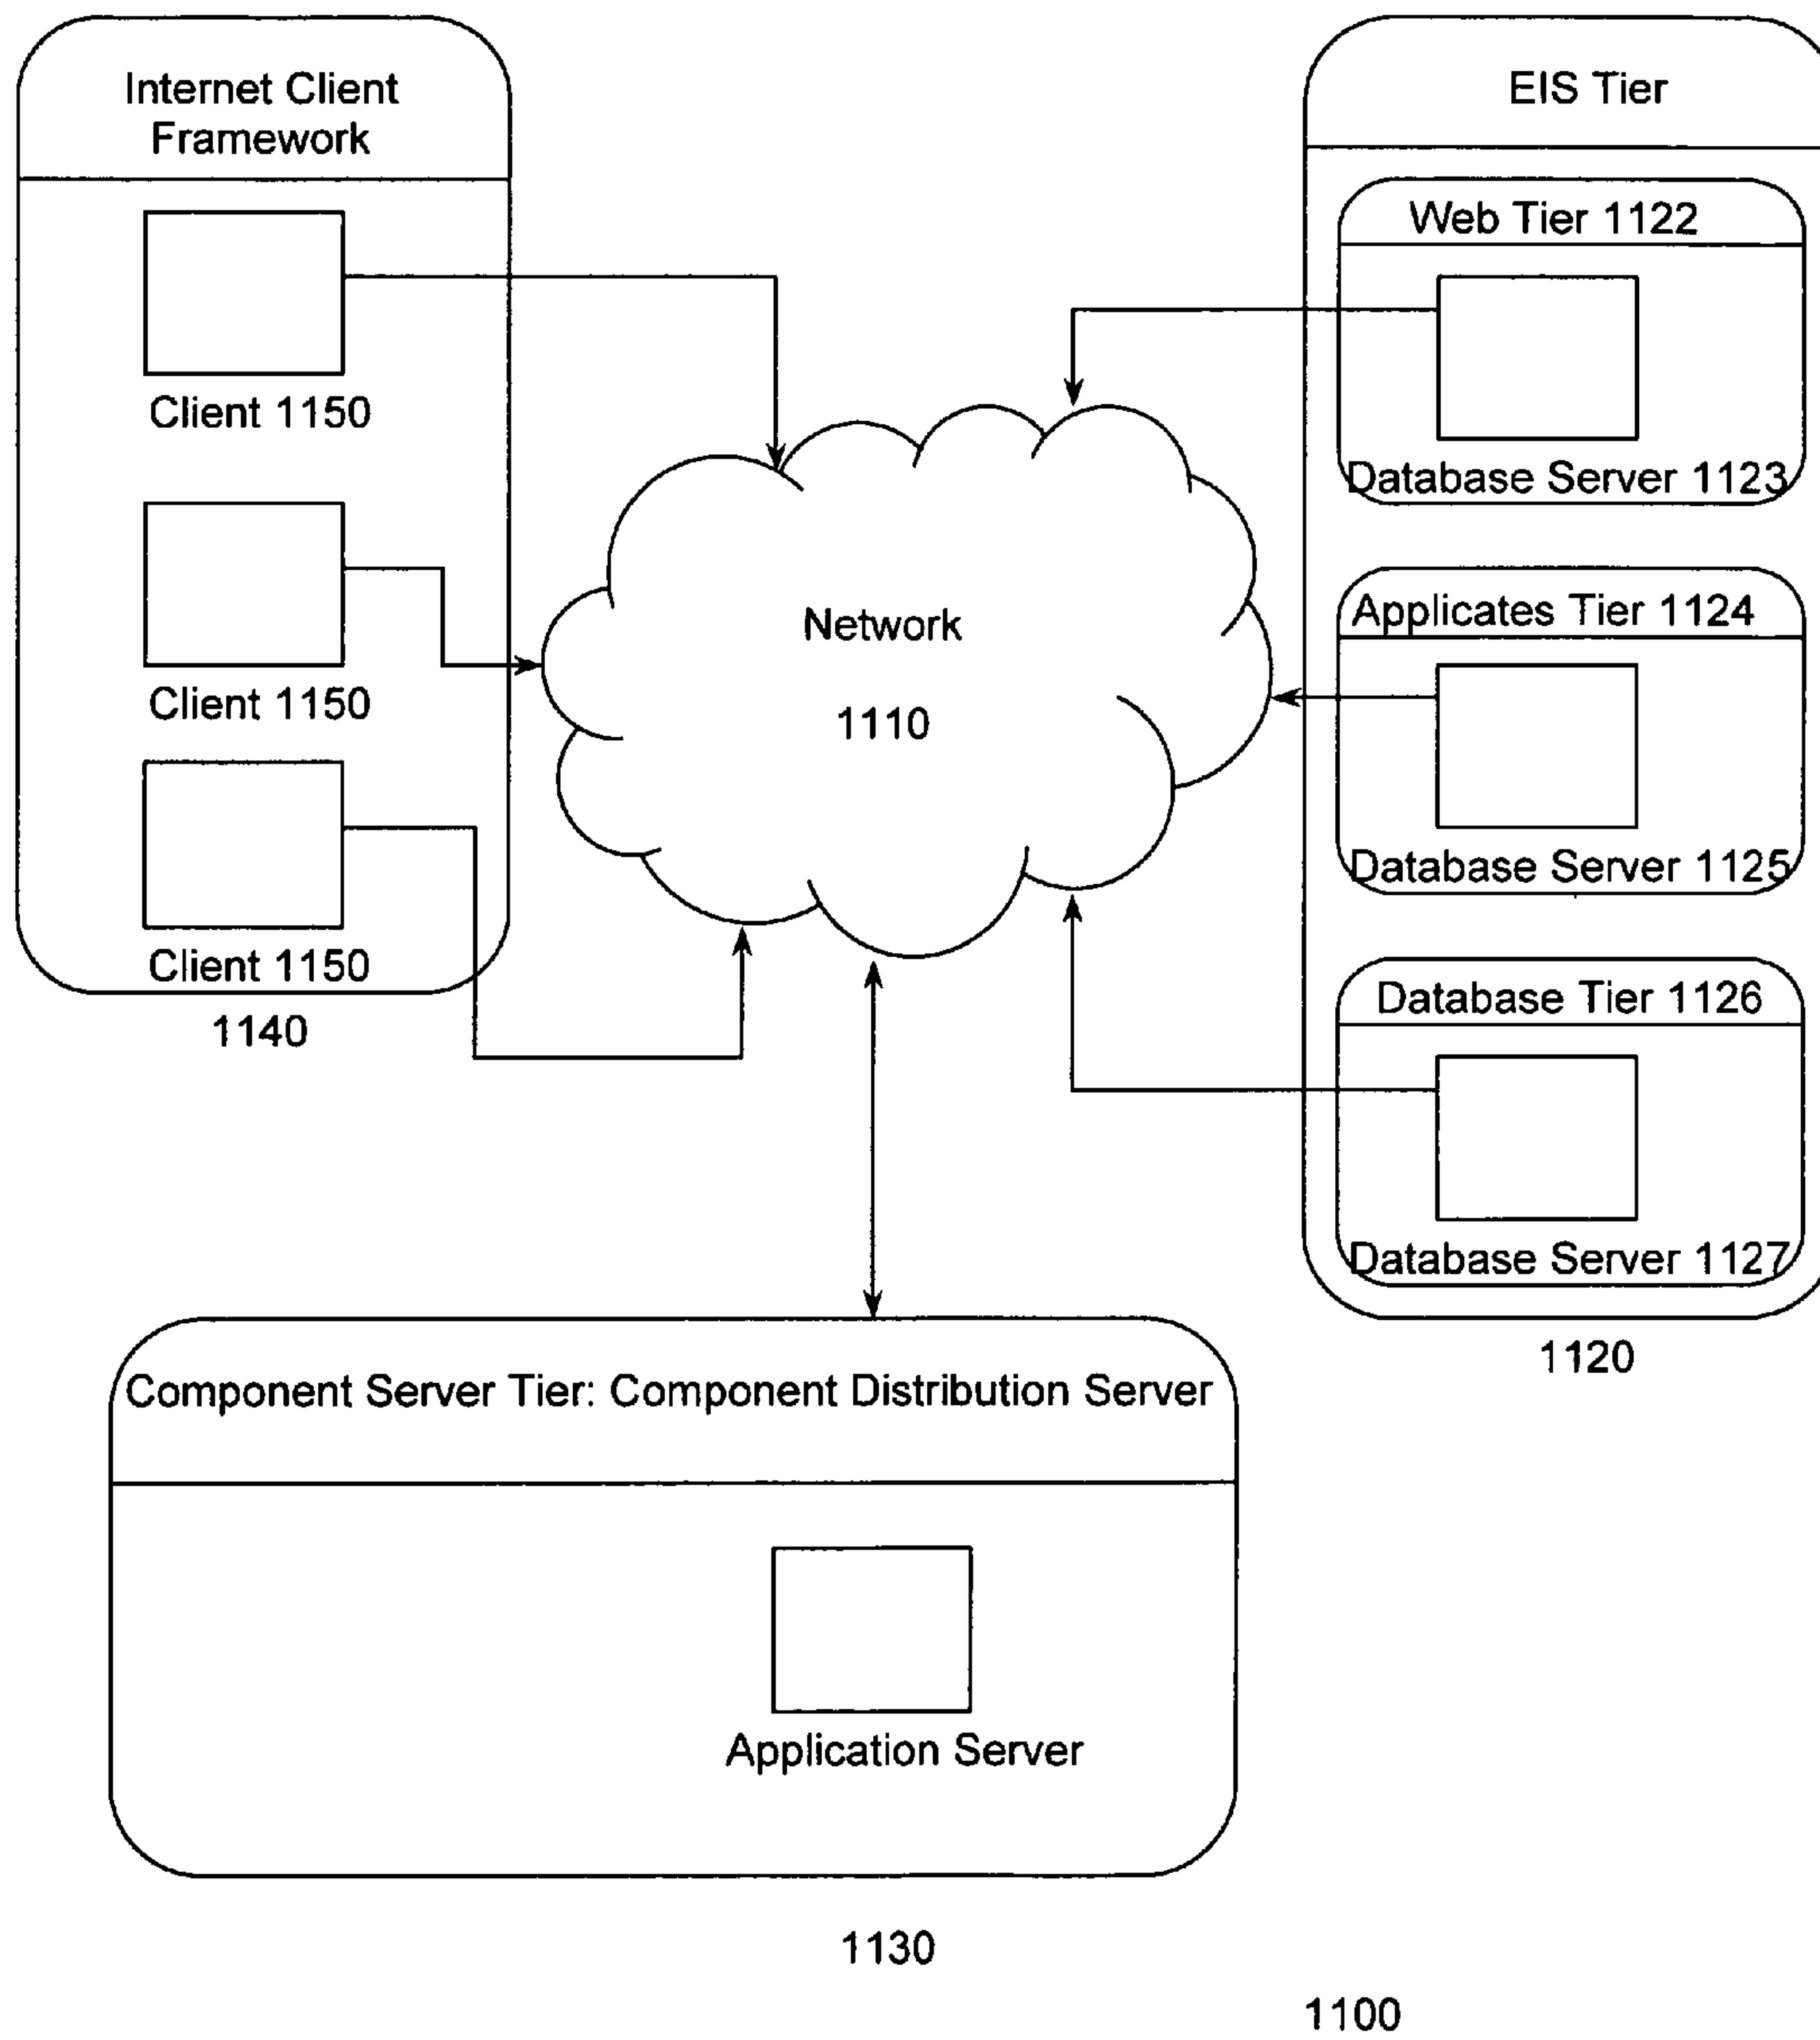 Internet Client
Framework
Client 1150
Client 1150
Client 1150
1140
Network
1110
EIS Tier
Web Tier 1122
Database Server 1123
Applicates Tier 1124
Database Server 1125
Database Tier 1126
Database Server 1127
1120
Component Server Tier: Component Distribution Server
Application Server
1130
1100